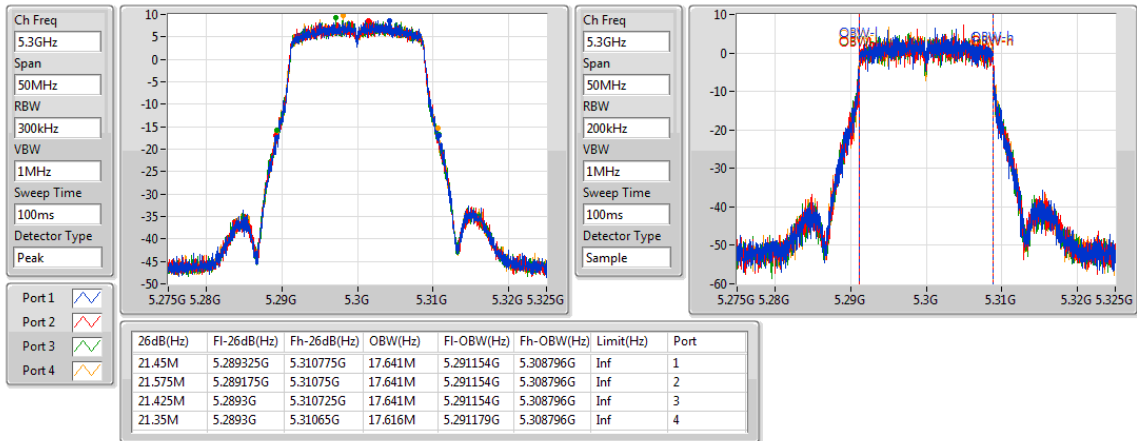 Ch Freq
5.3GHz
Span
50MHz
RBW
300kHz
VBW
1MHz
Sweep Time
100ms
Detector Type
Peak
10
5
0
-5
-10
-15
-20
-25
-30
-35
-40
-45
-50
5.275G 5.28G 5.29G 5.3G 5.31G 5.32G 5.325G
Ch Freq
5.3GHz
Span
50MHz
RBW
200kHz
VBW
1MHz
Sweep Time
100ms
Detector Type
Sample
10
0
-10
-20
-30
-40
-50
-60
OBW-l OBW-h
5.275G 5.28G 5.29G 5.3G 5.31G 5.32G 5.325G
Port 1
Port 2
Port 3
Port 4
26dB(Hz) Fl-26dB(Hz) Fh-26dB(Hz) OBW(Hz) Fl-OBW(Hz) Fh-OBW(Hz) Limit(Hz) Port
21.45M 5.289325G 5.310775G 17.641M 5.291154G 5.308796G Inf 1
21.575M 5.289175G 5.31075G 17.641M 5.291154G 5.308796G Inf 2
21.425M 5.2893G 5.310725G 17.641M 5.291154G 5.308796G Inf 3
21.35M 5.2893G 5.31065G 17.616M 5.291179G 5.308796G Inf 4